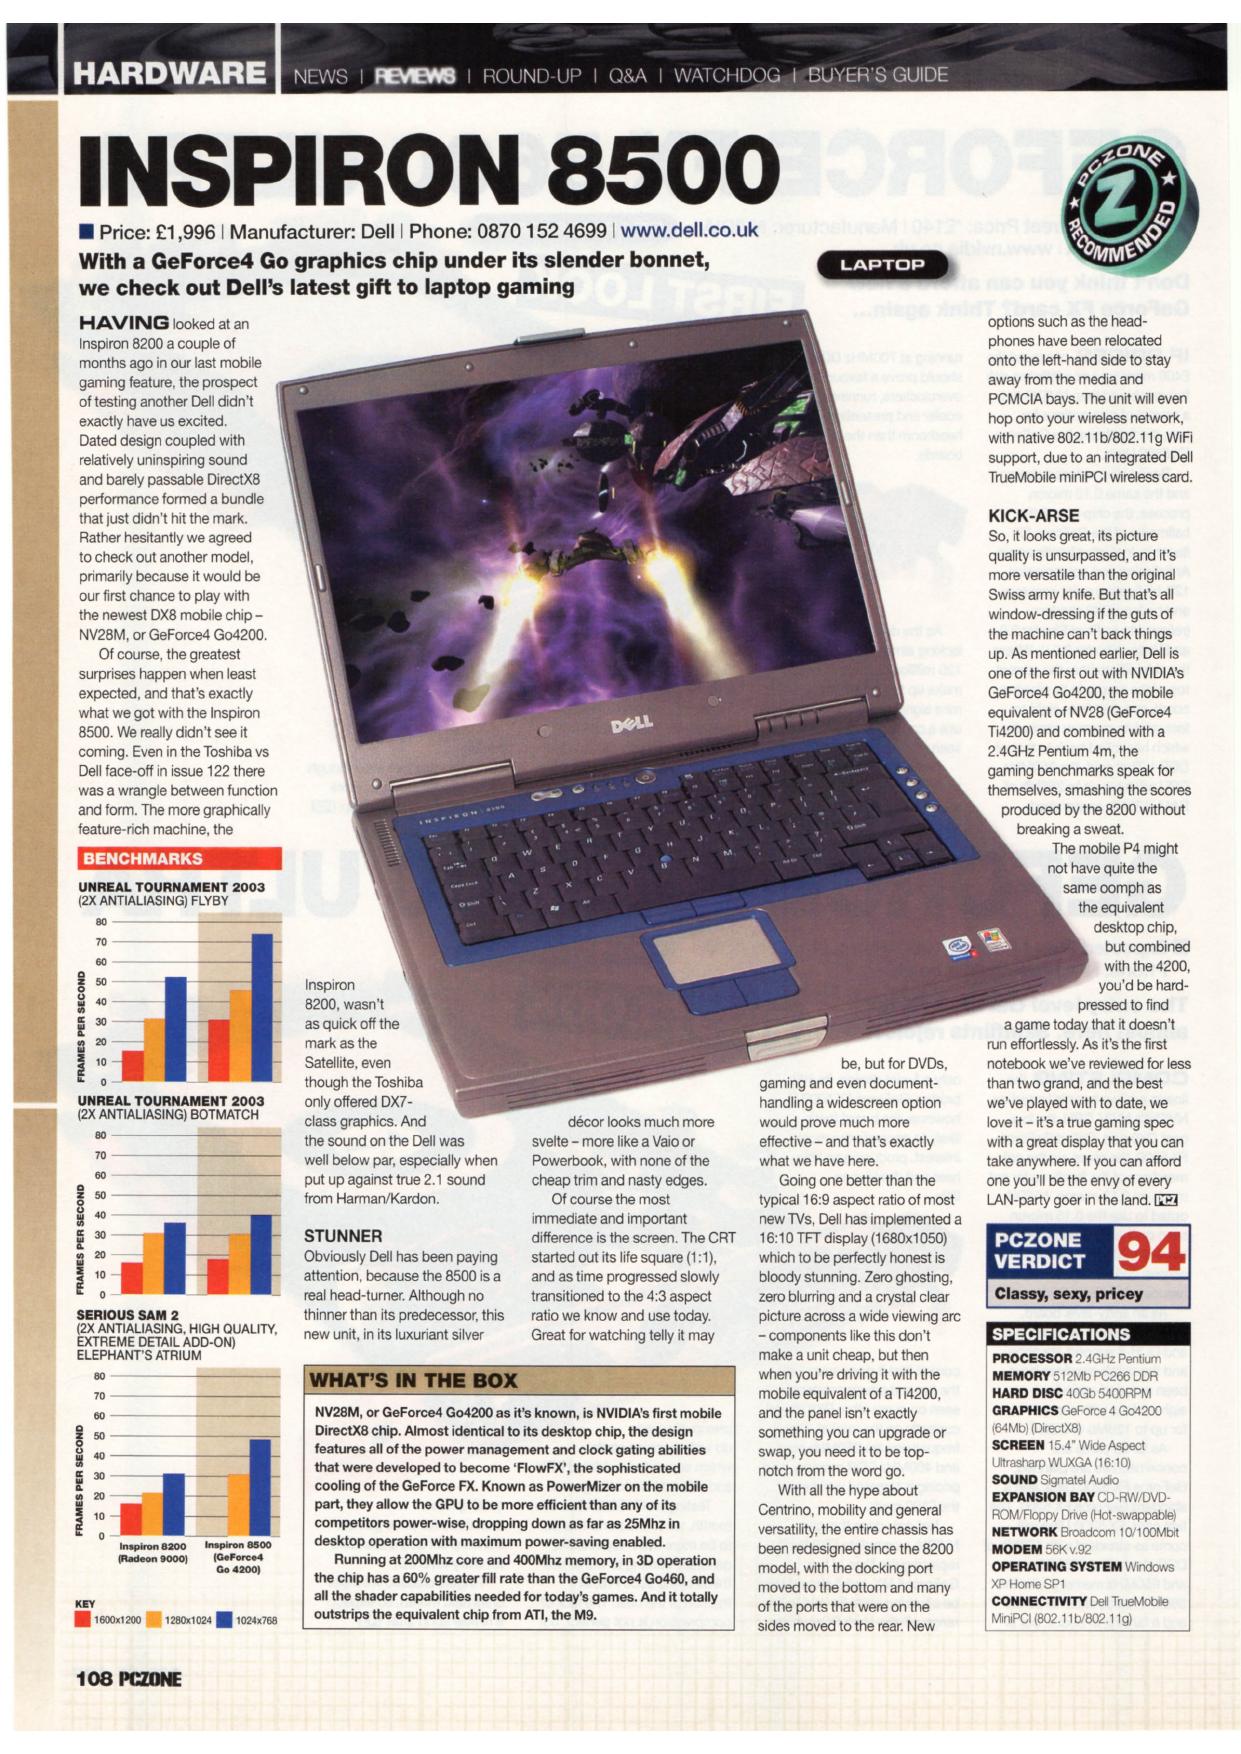 HARDWARE
NEWS | REVIEWS | ROUND-UP | Q&A | WATCHDOG | BUYER'S GUIDE
INSPIRON 8500
PCZONE
Z
RECOMMENDED
Price: £1,996 | Manufacturer: Dell | Phone: 0870 152 4699 | www.dell.co.uk
With a GeForce4 Go graphics chip under its slender bonnet,
we check out Dell's latest gift to laptop gaming
LAPTOP
HAVING looked at an
Inspiron 8200 a couple of
months ago in our last mobile
gaming feature, the prospect
of testing another Dell didn't
exactly have us excited.
Dated design coupled with
relatively uninspiring sound
and barely passable DirectX8
performance formed a bundle
that just didn't hit the mark.
Rather hesitantly we agreed
to check out another model,
primarily because it would be
our first chance to play with
the newest DX8 mobile chip –
NV28M, or GeForce4 Go4200.
Of course, the greatest
surprises happen when least
expected, and that's exactly
what we got with the Inspiron
8500. We really didn't see it
coming. Even in the Toshiba vs
Dell face-off in issue 122 there
was a wrangle between function
and form. The more graphically
feature-rich machine, the
DELL
INSPIRON 8500
BENCHMARKS
UNREAL TOURNAMENT 2003
(2X ANTIALIASING) FLYBY
FRAMES PER SECOND
80
70
60
50
40
30
20
10
0
UNREAL TOURNAMENT 2003
(2X ANTIALIASING) BOTMATCH
FRAMES PER SECOND
80
70
60
50
40
30
20
10
0
SERIOUS SAM 2
(2X ANTIALIASING, HIGH QUALITY,
EXTREME DETAIL ADD-ON)
ELEPHANT'S ATRIUM
FRAMES PER SECOND
80
70
60
50
40
30
20
10
0
Inspiron 8200
(Radeon 9000)
Inspiron 8500
(GeForce4
Go 4200)
KEY
1600x1200 1280x1024 1024x768
Inspiron
8200, wasn't
as quick off the
mark as the
Satellite, even
though the Toshiba
only offered DX7-
class graphics. And
the sound on the Dell was
well below par, especially when
put up against true 2.1 sound
from Harman/Kardon.
STUNNER
Obviously Dell has been paying
attention, because the 8500 is a
real head-turner. Although no
thinner than its predecessor, this
new unit, in its luxuriant silver
décor looks much more
svelte – more like a Vaio or
Powerbook, with none of the
cheap trim and nasty edges.
Of course the most
immediate and important
difference is the screen. The CRT
started out its life square (1:1),
and as time progressed slowly
transitioned to the 4:3 aspect
ratio we know and use today.
Great for watching telly it may
be, but for DVDs,
gaming and even document-
handling a widescreen option
would prove much more
effective – and that's exactly
what we have here.
Going one better than the
typical 16:9 aspect ratio of most
new TVs, Dell has implemented a
16:10 TFT display (1680x1050)
which to be perfectly honest is
bloody stunning. Zero ghosting,
zero blurring and a crystal clear
picture across a wide viewing arc
– components like this don't
make a unit cheap, but then
when you're driving it with the
mobile equivalent of a Ti4200,
and the panel isn't exactly
something you can upgrade or
swap, you need it to be top-
notch from the word go.
With all the hype about
Centrino, mobility and general
versatility, the entire chassis has
been redesigned since the 8200
model, with the docking port
moved to the bottom and many
of the ports that were on the
sides moved to the rear. New
options such as the head-
phones have been relocated
onto the left-hand side to stay
away from the media and
PCMCIA bays. The unit will even
hop onto your wireless network,
with native 802.11b/802.11g WiFi
support, due to an integrated Dell
TrueMobile miniPCI wireless card.
KICK-ARSE
So, it looks great, its picture
quality is unsurpassed, and it's
more versatile than the original
Swiss army knife. But that's all
window-dressing if the guts of
the machine can't back things
up. As mentioned earlier, Dell is
one of the first out with NVIDIA's
GeForce4 Go4200, the mobile
equivalent of NV28 (GeForce4
Ti4200) and combined with a
2.4GHz Pentium 4m, the
gaming benchmarks speak for
themselves, smashing the scores
produced by the 8200 without
breaking a sweat.
The mobile P4 might
not have quite the
same oomph as
the equivalent
desktop chip,
but combined
with the 4200,
you'd be hard-
pressed to find
a game today that it doesn't
run effortlessly. As it's the first
notebook we've reviewed for less
than two grand, and the best
we've played with to date, we
love it – it's a true gaming spec
with a great display that you can
take anywhere. If you can afford
one you'll be the envy of every
LAN-party goer in the land. PCZ
WHAT'S IN THE BOX
NV28M, or GeForce4 Go4200 as it's known, is NVIDIA's first mobile
DirectX8 chip. Almost identical to its desktop chip, the design
features all of the power management and clock gating abilities
that were developed to become 'FlowFX', the sophisticated
cooling of the GeForce FX. Known as PowerMizer on the mobile
part, they allow the GPU to be more efficient than any of its
competitors power-wise, dropping down as far as 25Mhz in
desktop operation with maximum power-saving enabled.
Running at 200Mhz core and 400Mhz memory, in 3D operation
the chip has a 60% greater fill rate than the GeForce4 Go460, and
all the shader capabilities needed for today's games. And it totally
outstrips the equivalent chip from ATI, the M9.
PCZONE
VERDICT
94
Classy, sexy, pricey
SPECIFICATIONS
PROCESSOR 2.4GHz Pentium
MEMORY 512Mb PC266 DDR
HARD DISC 40Gb 5400RPM
GRAPHICS GeForce 4 Go4200
(64Mb) (DirectX8)
SCREEN 15.4" Wide Aspect
Ultrasharp WUXGA (16:10)
SOUND Sigmatel Audio
EXPANSION BAY CD-RW/DVD-
ROM/Floppy Drive (Hot-swappable)
NETWORK Broadcom 10/100Mbit
MODEM 56K v.92
OPERATING SYSTEM Windows
XP Home SP1
CONNECTIVITY Dell TrueMobile
MiniPCI (802.11b/802.11g)
108 PCZONE